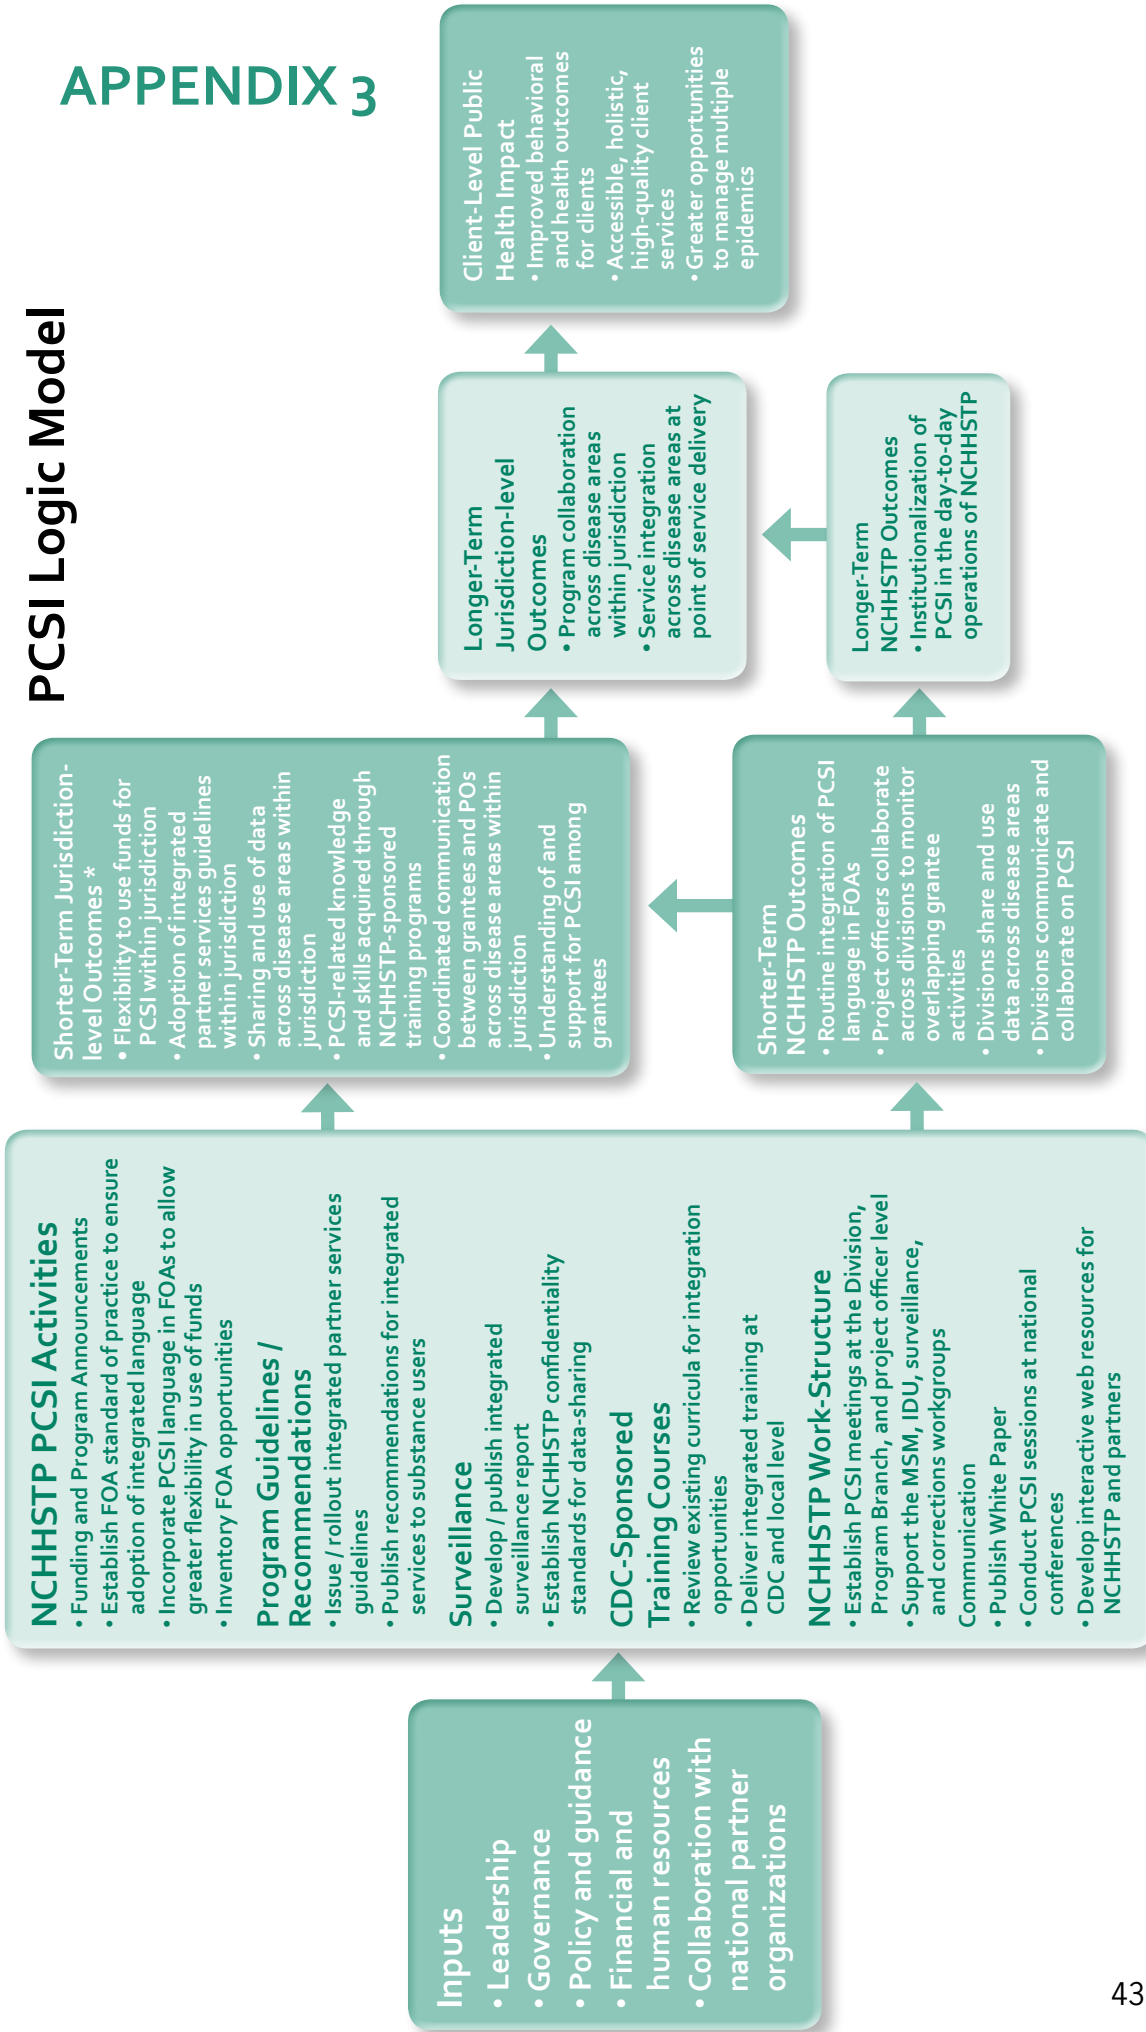 APPENDIX 3
PCSI Logic Model
Inputs
• Leadership
• Governance
• Policy and guidance
• Financial and
human resources
• Collaboration with
national partner
organizations
NCHHSTP PCSI Activities
• Funding and Program Announcements
• Establish FOA standard of practice to ensure
adoption of integrated language
• Incorporate PCSI language in FOAs to allow
greater flexibility in use of funds
• Inventory FOA opportunities
Program Guidelines /
Recommendations
• Issue / rollout integrated partner services
guidelines
• Publish recommendations for integrated
services to substance users
Surveillance
• Develop / publish integrated
surveillance report
• Establish NCHHSTP confidentiality
standards for data-sharing
CDC-Sponsored
Training Courses
• Review existing curricula for integration
opportunities
• Deliver integrated training at
CDC and local level
NCHHSTP Work-Structure
• Establish PCSI meetings at the Division,
Program Branch, and project officer level
• Support the MSM, IDU, surveillance,
and corrections workgroups
Communication
• Publish White Paper
• Conduct PCSI sessions at national
conferences
• Develop interactive web resources for
NCHHSTP and partners
Shorter-Term Jurisdiction-
level Outcomes *
• Flexibility to use funds for
PCSI within jurisdiction
• Adoption of integrated
partner services guidelines
within jurisdiction
• Sharing and use of data
across disease areas within
jurisdiction
• PCSI-related knowledge
and skills acquired through
NCHHSTP-sponsored
training programs
• Coordinated communication
between grantees and POs
across disease areas within
jurisdiction
• Understanding of and
support for PCSI among
grantees
Shorter-Term
NCHHSTP Outcomes
• Routine integration of PCSI
language in FOAs
• Project officers collaborate
across divisions to monitor
overlapping grantee
activities
• Divisions share and use
data across disease areas
• Divisions communicate and
collaborate on PCSI
Longer-Term
Jurisdiction-level
Outcomes
• Program collaboration
across disease areas
within jurisdiction
• Service integration
across disease areas at
point of service delivery
Longer-Term
NCHHSTP Outcomes
• Institutionalization of
PCSI in the day-to-day
operations of NCHHSTP
Client-Level Public
Health Impact
• Improved behavioral
and health outcomes
for clients
• Accessible, holistic,
high-quality client
services
• Greater opportunities
to manage multiple
epidemics
43